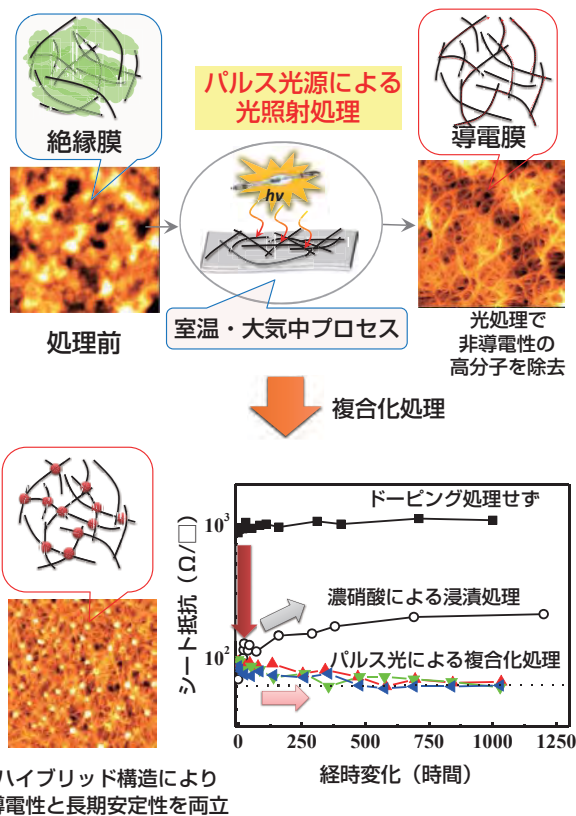 パルス光源による
光照射処理
絶縁膜
導電膜
hν
処理前
室温・大気中プロセス
光処理で
非導電性の
高分子を除去
複合化処理
シート抵抗（Ω/□）
10³
10²
ドーピング処理せず
濃硝酸による浸漬処理
パルス光による複合化処理
0 250 500 750 1000 1250
経時変化（時間）
ハイブリッド構造により
導電性と長期安定性を両立